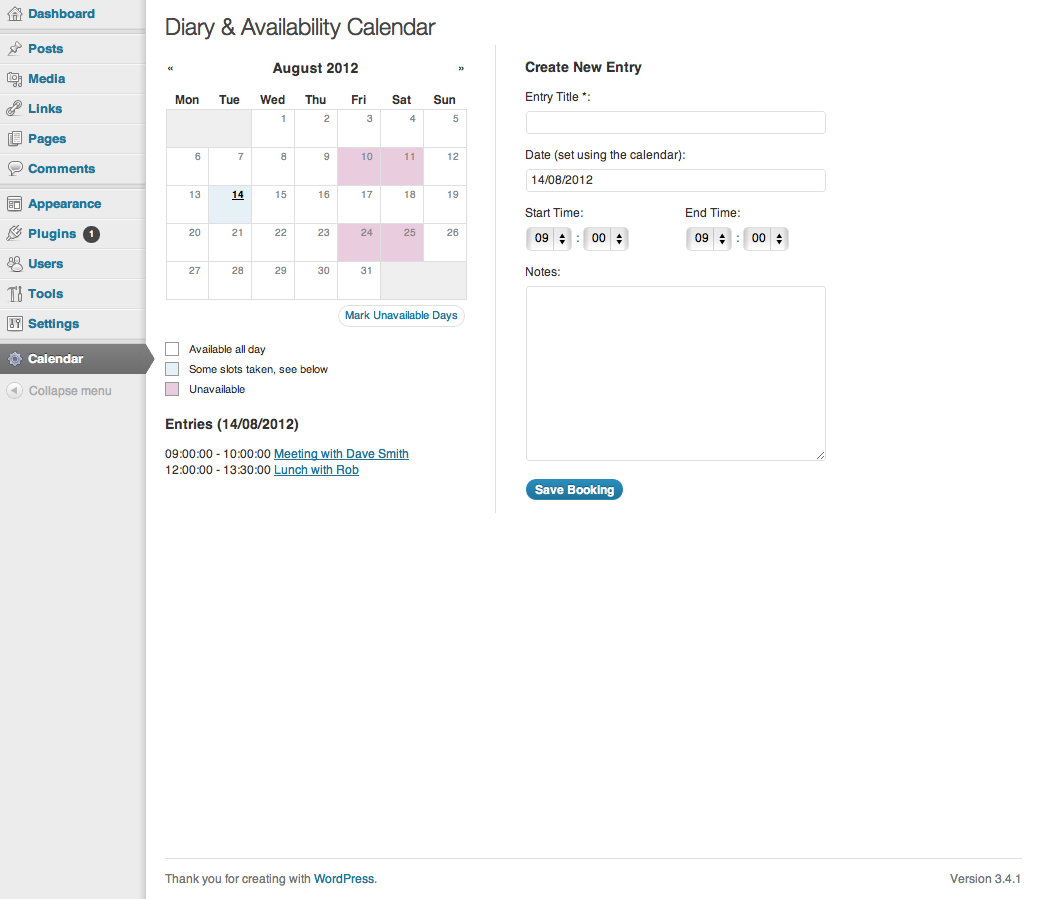 Dashboard
Posts
Media
Links
Pages
Comments
Appearance
Plugins 1
Users
Tools
Settings
Calendar
Collapse menu
Diary & Availability Calendar
« August 2012 »
Mon Tue Wed Thu Fri Sat Sun
1 2 3 4 5
6 7 8 9 10 11 12
13 14 15 16 17 18 19
20 21 22 23 24 25 26
27 28 29 30 31
Mark Unavailable Days
Available all day
Some slots taken, see below
Unavailable
Entries (14/08/2012)
09:00:00 - 10:00:00 Meeting with Dave Smith
12:00:00 - 13:30:00 Lunch with Rob
Create New Entry
Entry Title *:
Date (set using the calendar):
14/08/2012
Start Time: End Time:
09 : 00 09 : 00
Notes:
Save Booking
Thank you for creating with WordPress. Version 3.4.1